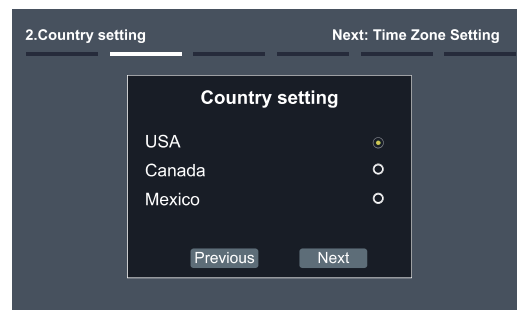 2.Country setting Next: Time Zone Setting
Country setting
USA
Canada
Mexico
Previous Next